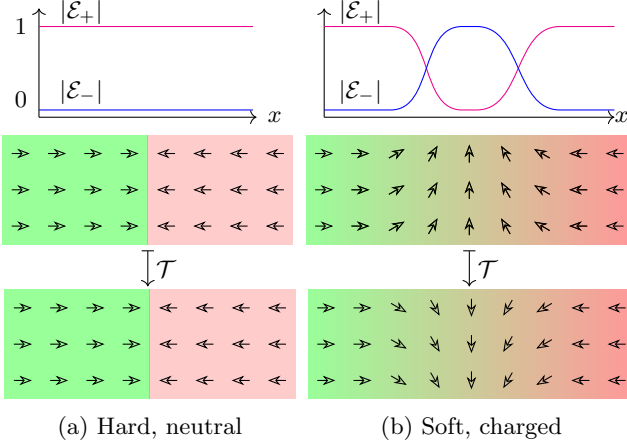 |ℰ₊| |ℰ₊|
1
|ℰ₋| |ℰ₋|
0
x x
𝒯 𝒯
(a) Hard, neutral (b) Soft, charged